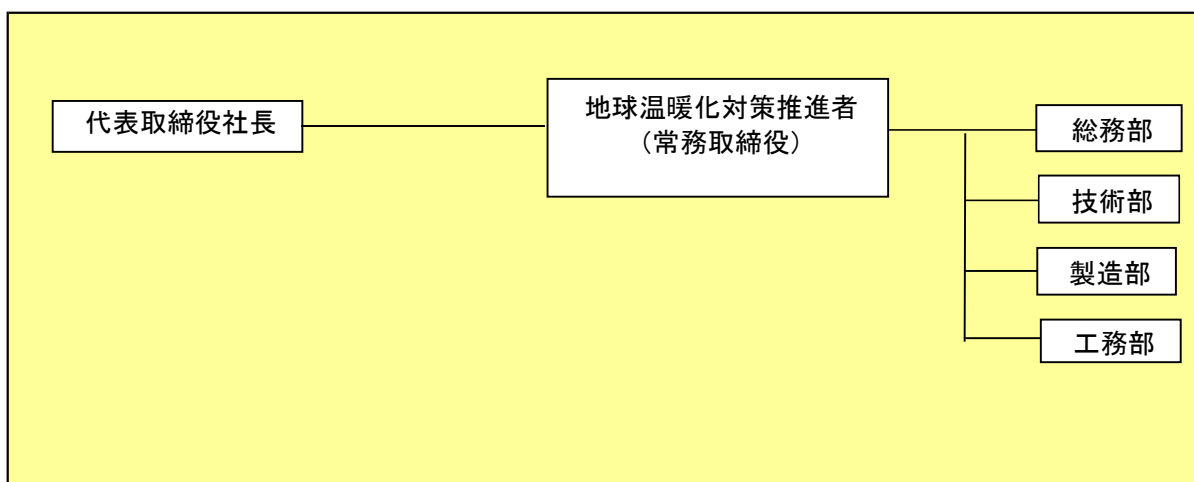 代表取締役社長
地球温暖化対策推進者
（常務取締役）
総務部
技術部
製造部
工務部